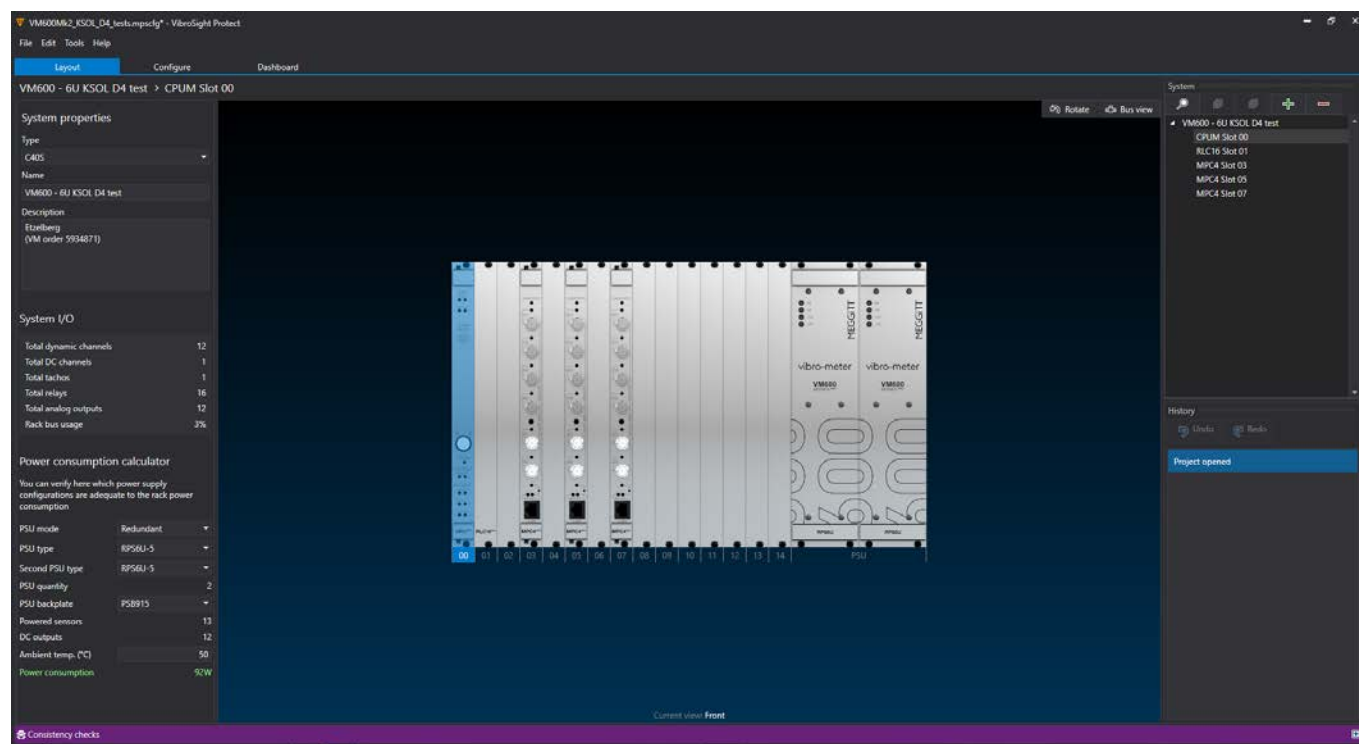 VM600Mk2_KSOL_D4_tests.mpscfg* - VibroSight Protect
File Edit Tools Help
Layout Configure Dashboard
VM600 - 6U KSOL D4 test > CPUM Slot 00
System properties
Type
C405
Name
VM600 - 6U KSOL D4 test
Description
Etzelberg
(VM order 5934871)
System I/O
Total dynamic channels 12
Total DC channels 1
Total tachos 1
Total relays 16
Total analog outputs 12
Rack bus usage 3%
Power consumption calculator
You can verify here which power supply
configurations are adequate to the rack power
consumption
PSU mode Redundant
PSU type RPS6U-5
Second PSU type RPS6U-5
PSU quantity 2
PSU backplate PSB915
Powered sensors 13
DC outputs 12
Ambient temp. (°C) 50
Power consumption 92W
Rotate Bus view
MEGGITT MEGGITT
vibro-meter vibro-meter
VM600 VM600
RPS6U RPS6U
00 01 02 03 04 05 06 07 08 09 10 11 12 13 14 PSU
Current view: Front
System
VM600 - 6U KSOL D4 test
CPUM Slot 00
RLC16 Slot 01
MPC4 Slot 03
MPC4 Slot 05
MPC4 Slot 07
History
Undo Redo
Project opened
Consistency checks